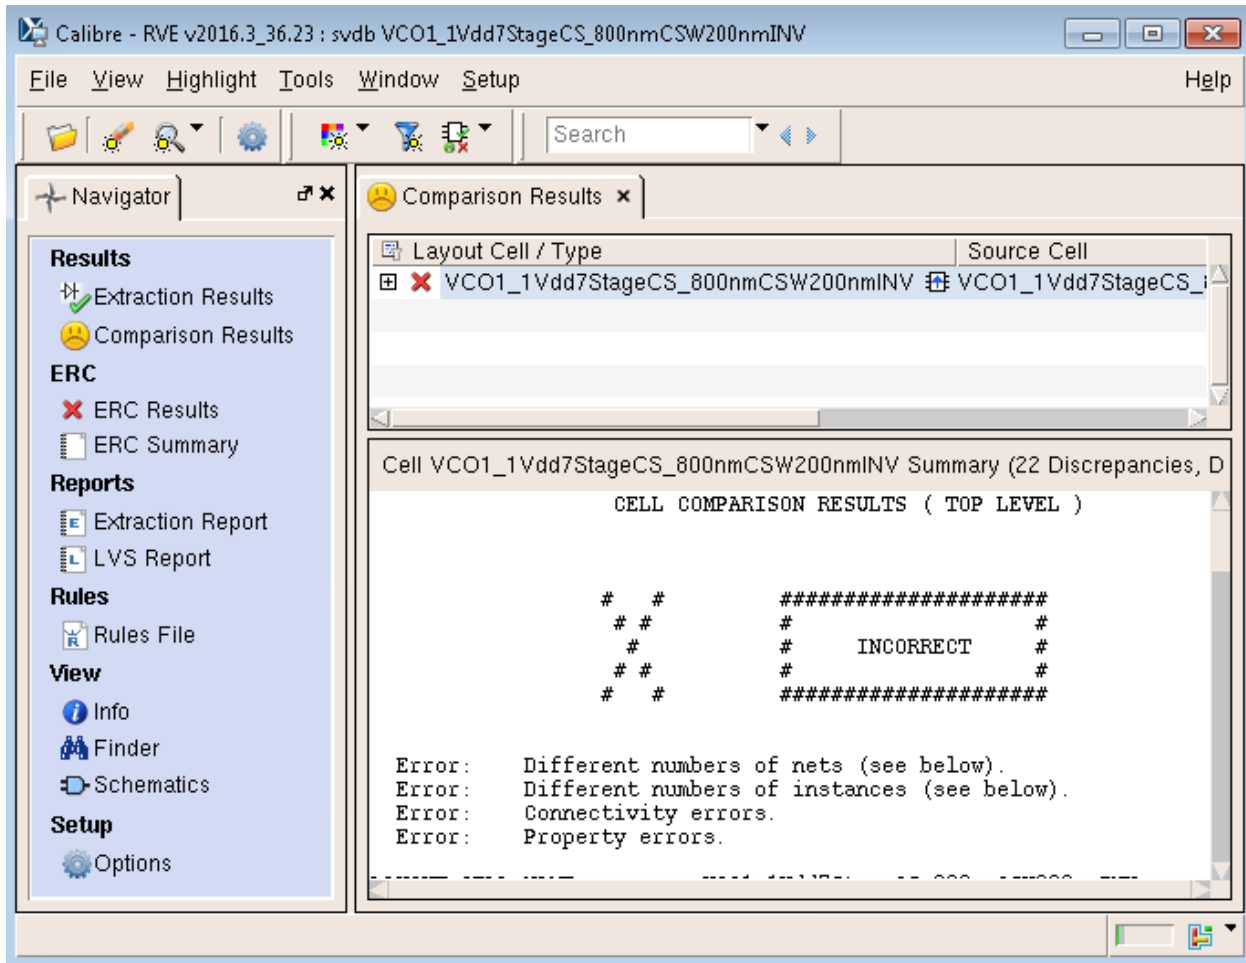 Calibre - RVE v2016.3_36.23 : svdb VCO1_1Vdd7StageCS_800nmCSW200nmINV
File View Highlight Tools Window Setup Help
Search
Navigator
Comparison Results
Results
Extraction Results
Comparison Results
ERC
ERC Results
ERC Summary
Reports
Extraction Report
LVS Report
Rules
Rules File
View
Info
Finder
Schematics
Setup
Options
Layout Cell / Type Source Cell
VCO1_1Vdd7StageCS_800nmCSW200nmINV VCO1_1Vdd7StageCS_
Cell VCO1_1Vdd7StageCS_800nmCSW200nmINV Summary (22 Discrepancies, D
CELL COMPARISON RESULTS ( TOP LEVEL )
# # #####################
# # # #
# # INCORRECT #
# # # #
# # #####################
Error: Different numbers of nets (see below).
Error: Different numbers of instances (see below).
Error: Connectivity errors.
Error: Property errors.